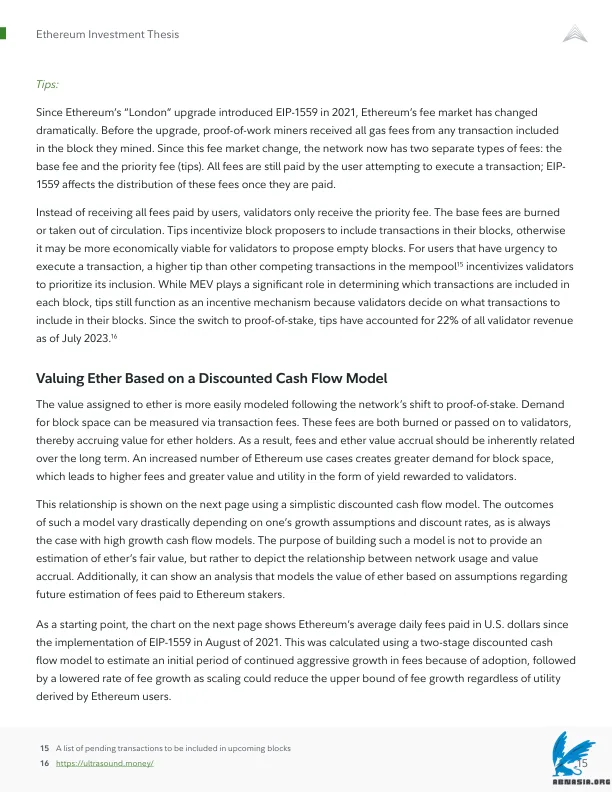 Ethereum Investment Thesis
Tips:
Since Ethereum’s “London” upgrade introduced EIP-1559 in 2021, Ethereum’s fee market has changed
dramatically. Before the upgrade, proof-of-work miners received all gas fees from any transaction included
in the block they mined. Since this fee market change, the network now has two separate types of fees: the
base fee and the priority fee (tips). All fees are still paid by the user attempting to execute a transaction; EIP-
1559 affects the distribution of these fees once they are paid.
Instead of receiving all fees paid by users, validators only receive the priority fee. The base fees are burned
or taken out of circulation. Tips incentivize block proposers to include transactions in their blocks, otherwise
it may be more economically viable for validators to propose empty blocks. For users that have urgency to
execute a transaction, a higher tip than other competing transactions in the mempool¹⁵ incentivizes validators
to prioritize its inclusion. While MEV plays a significant role in determining which transactions are included in
each block, tips still function as an incentive mechanism because validators decide on what transactions to
include in their blocks. Since the switch to proof-of-stake, tips have accounted for 22% of all validator revenue
as of July 2023.¹⁶
Valuing Ether Based on a Discounted Cash Flow Model
The value assigned to ether is more easily modeled following the network’s shift to proof-of-stake. Demand
for block space can be measured via transaction fees. These fees are both burned or passed on to validators,
thereby accruing value for ether holders. As a result, fees and ether value accrual should be inherently related
over the long term. An increased number of Ethereum use cases creates greater demand for block space,
which leads to higher fees and greater value and utility in the form of yield rewarded to validators.
This relationship is shown on the next page using a simplistic discounted cash flow model. The outcomes
of such a model vary drastically depending on one’s growth assumptions and discount rates, as is always
the case with high growth cash flow models. The purpose of building such a model is not to provide an
estimation of ether’s fair value, but rather to depict the relationship between network usage and value
accrual. Additionally, it can show an analysis that models the value of ether based on assumptions regarding
future estimation of fees paid to Ethereum stakers.
As a starting point, the chart on the next page shows Ethereum’s average daily fees paid in U.S. dollars since
the implementation of EIP-1559 in August of 2021. This was calculated using a two-stage discounted cash
flow model to estimate an initial period of continued aggressive growth in fees because of adoption, followed
by a lowered rate of fee growth as scaling could reduce the upper bound of fee growth regardless of utility
derived by Ethereum users.
15 A list of pending transactions to be included in upcoming blocks
16 https://ultrasound.money/
15
ABNASIA.ORG